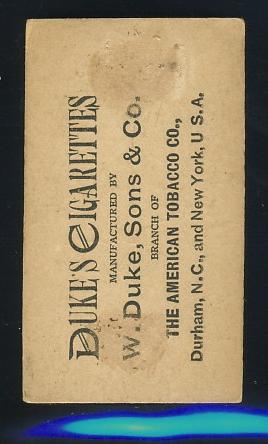 DUKE'S CIGARETTES
MANUFACTURED BY
W. Duke, Sons & Co.
BRANCH OF
THE AMERICAN TOBACCO CO.,
Durham, N.C., and New York, U.S.A.